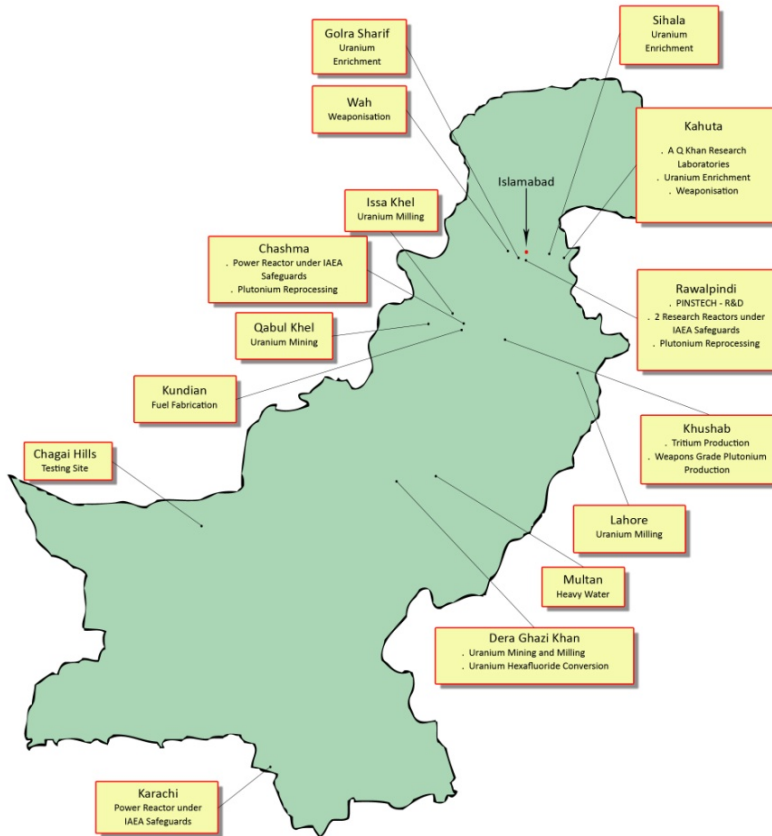 Golra Sharif
Uranium
Enrichment
Sihala
Uranium
Enrichment
Wah
Weaponisation
Kahuta
. A Q Khan Research
Laboratories
. Uranium Enrichment
. Weaponisation
Islamabad
Issa Khel
Uranium Milling
Chashma
. Power Reactor under IAEA
Safeguards
. Plutonium Reprocessing
Rawalpindi
. PINSTECH - R&D
. 2 Research Reactors under
IAEA Safeguards
. Plutonium Reprocessing
Qabul Khel
Uranium Mining
Kundian
Fuel Fabrication
Khushab
. Tritium Production
. Weapons Grade Plutonium
Production
Chagai Hills
Testing Site
Lahore
Uranium Milling
Multan
Heavy Water
Dera Ghazi Khan
. Uranium Mining and Milling
. Uranium Hexafluoride Conversion
Karachi
Power Reactor under
IAEA Safeguards